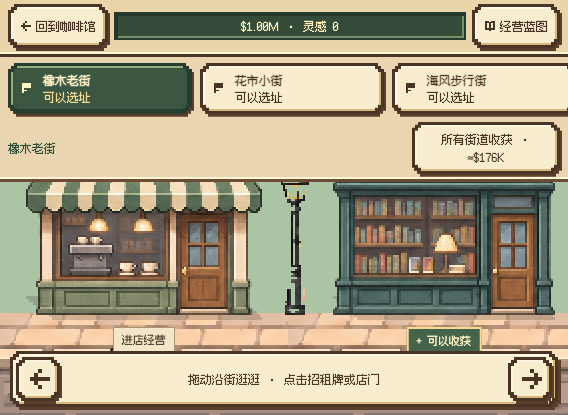 ← 回到咖啡馆
$1.00M · 灵感 0
经营蓝图
橡木老街
可以选址
花市小街
可以选址
海风步行街
可以选址
橡木老街
所有街道收获 ·
≈$176K
进店经营
+ 可以收获
←
拖动沿街逛逛 · 点击招租牌或店门
→